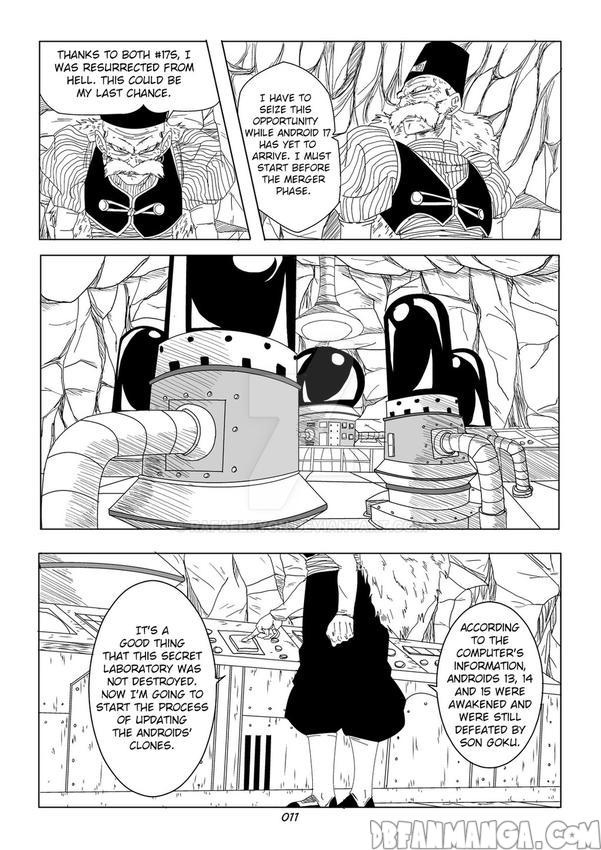 THANKS TO BOTH #17S, I
WAS RESURRECTED FROM
HELL. THIS COULD BE
MY LAST CHANCE.
I HAVE TO
SEIZE THIS
OPPORTUNITY
WHILE ANDROID 17
HAS YET TO
ARRIVE. I MUST
START BEFORE
THE MERGER
PHASE.
IT'S A
GOOD THING
THAT THIS SECRET
LABORATORY WAS
NOT DESTROYED.
NOW I'M GOING TO
START THE PROCESS
OF UPDATING
THE ANDROIDS'
CLONES.
ACCORDING
TO THE
COMPUTER'S
INFORMATION,
ANDROIDS 13, 14
AND 15 WERE
AWAKENED AND
WERE STILL
DEFEATED BY
SON GOKU.
011
DBFANMANGA.COM